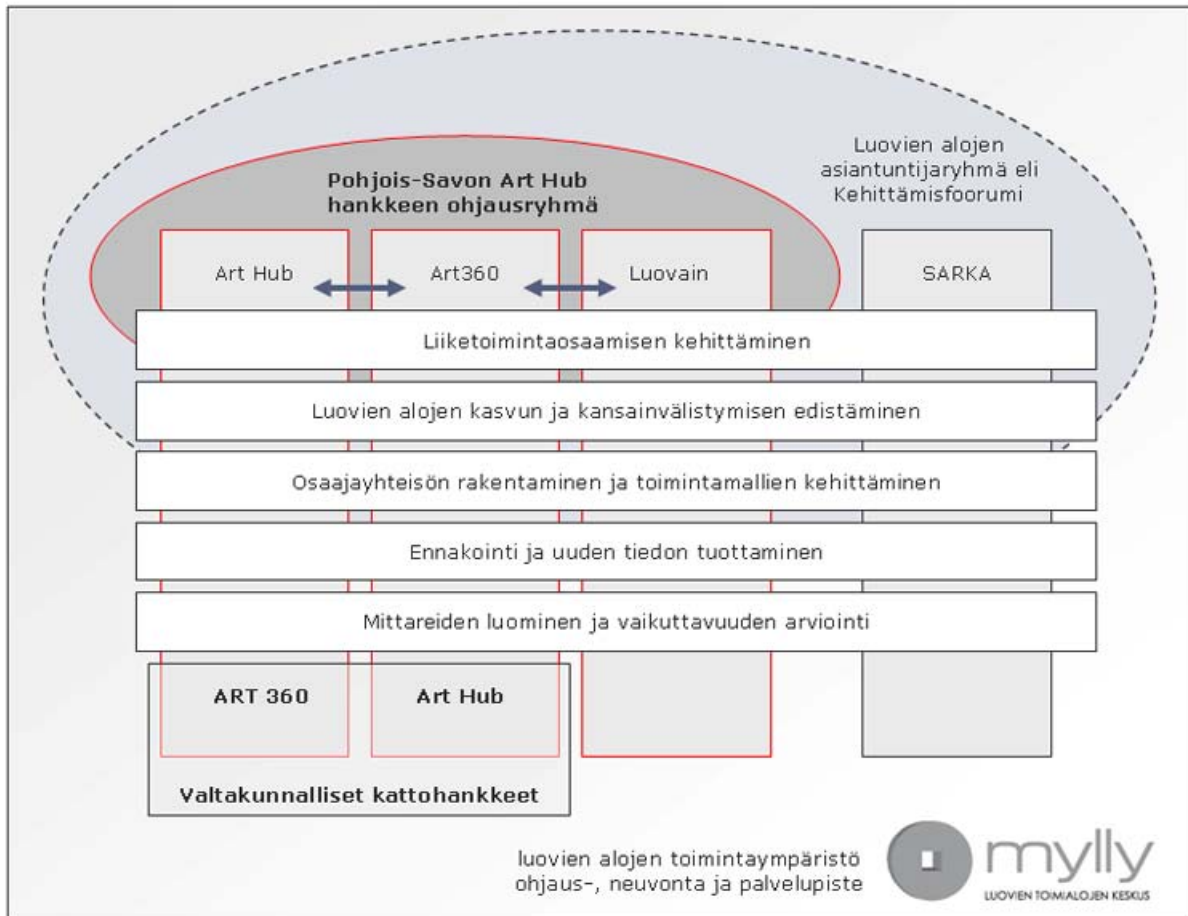 Luovien alojen
asiantuntijaryhmä eli
Kehittämisfoorumi
Pohjois-Savon Art Hub
hankkeen ohjausryhmä
Art Hub
Art360
Luovain
SARKA
Liiketoimintaosaamisen kehittäminen
Luovien alojen kasvun ja kansainvälistymisen edistäminen
Osaajayhteisön rakentaminen ja toimintamallien kehittäminen
Ennakointi ja uuden tiedon tuottaminen
Mittareiden luominen ja vaikuttavuuden arviointi
ART 360
Art Hub
Valtakunnalliset kattohankkeet
luovien alojen toimintaympäristö
ohjaus-, neuvonta ja palvelupiste
mylly
LUOVIEN TOIMIALOJEN KESKUS